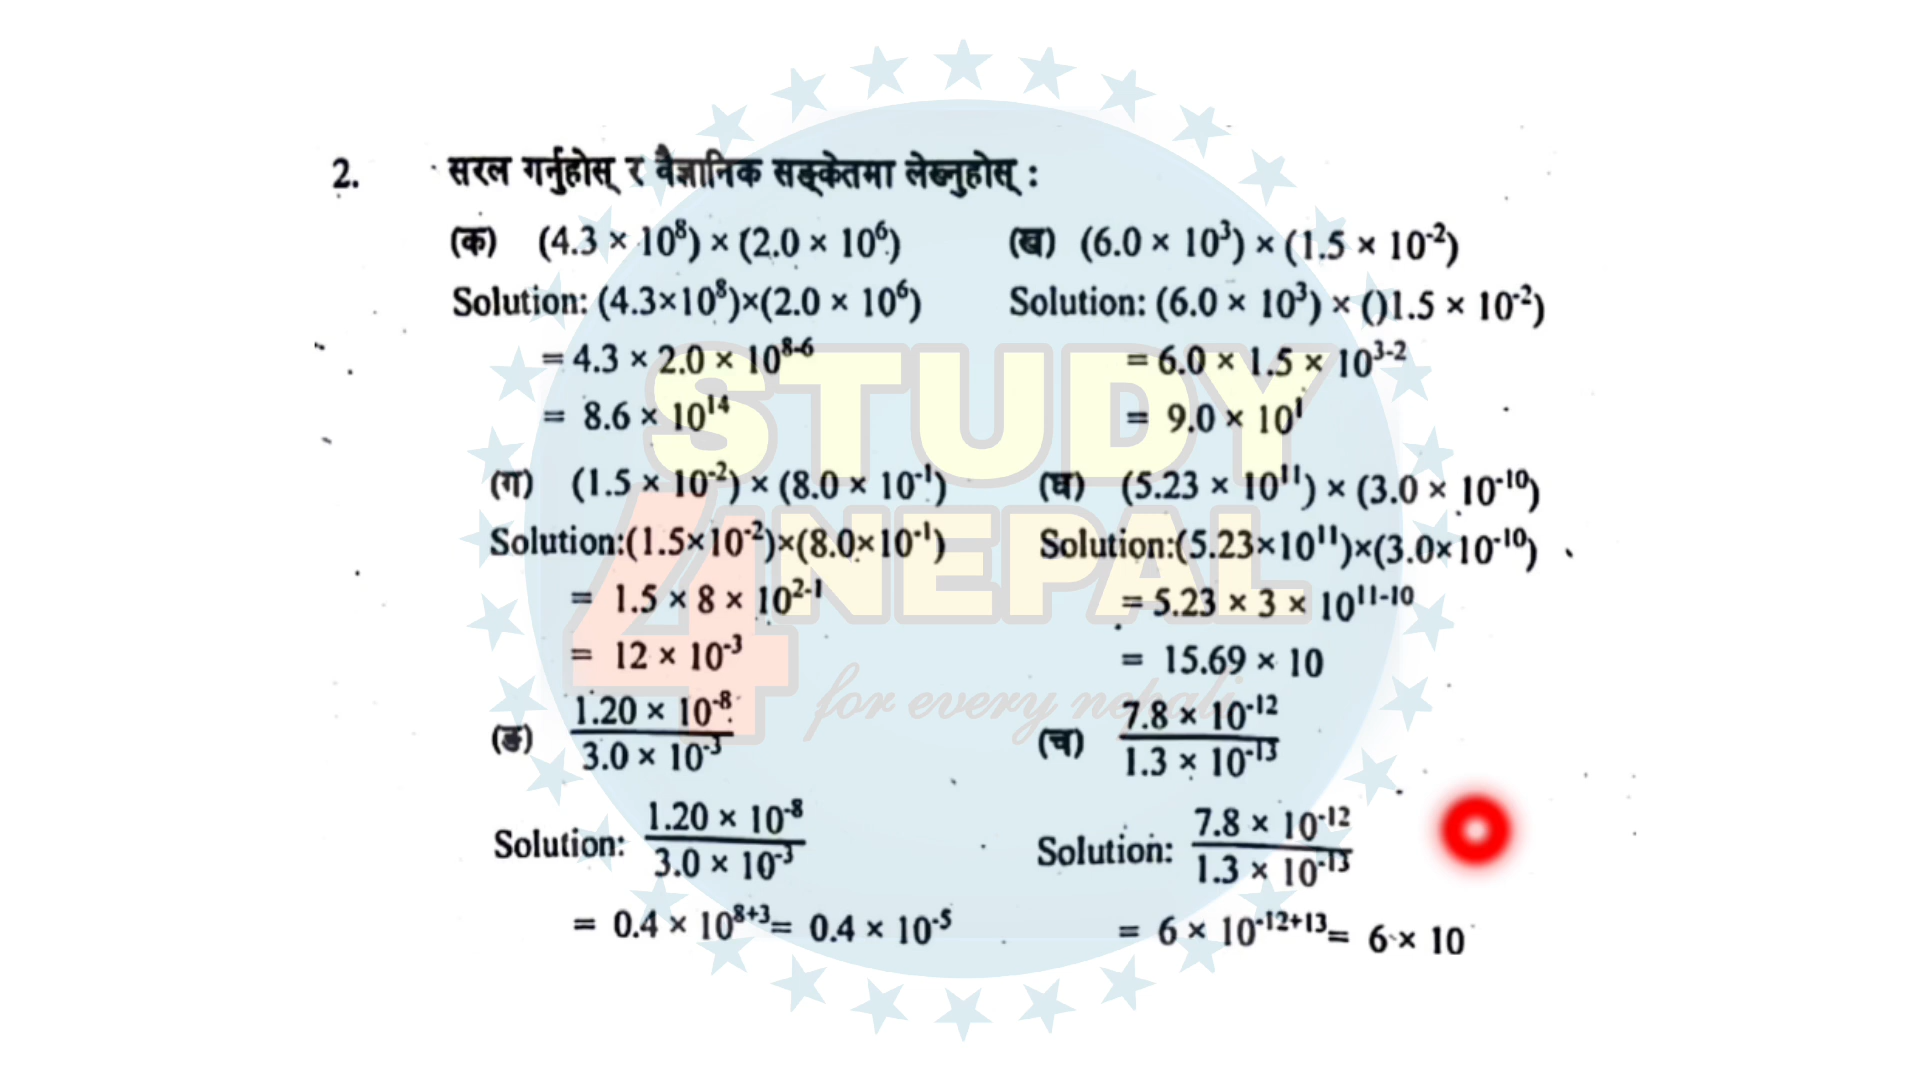 2. सरल गर्नुहोस् र वैज्ञानिक सङ्केतमा लेख्नुहोस् :
(क) (4.3 × 10⁸) × (2.0 × 10⁶) (ख) (6.0 × 10³) × (1.5 × 10⁻²)
Solution: (4.3×10⁸)×(2.0 × 10⁶) Solution: (6.0 × 10³) × ()1.5 × 10⁻²)
= 4.3 × 2.0 × 10⁸⁻⁶ = 6.0 × 1.5 × 10³⁻²
= 8.6 × 10¹⁴ = 9.0 × 10¹
(ग) (1.5 × 10⁻²) × (8.0 × 10⁻¹) (घ) (5.23 × 10¹¹) × (3.0 × 10⁻¹⁰)
Solution:(1.5×10⁻²)×(8.0×10⁻¹) Solution:(5.23×10¹¹)×(3.0×10⁻¹⁰)
= 1.5 × 8 × 10²⁻¹ = 5.23 × 3 × 10¹¹⁻¹⁰
= 12 × 10⁻³ = 15.69 × 10
(ङ) 1.20 × 10⁻⁸ (च) 7.8 × 10⁻¹²
3.0 × 10⁻³ 1.3 × 10⁻¹³
Solution: 1.20 × 10⁻⁸ Solution: 7.8 × 10⁻¹²
3.0 × 10⁻³ 1.3 × 10⁻¹³
= 0.4 × 10⁸⁺³= 0.4 × 10⁻⁵ = 6 × 10⁻¹²⁺¹³= 6 × 10
STUDY
4 NEPAL
for every nepali